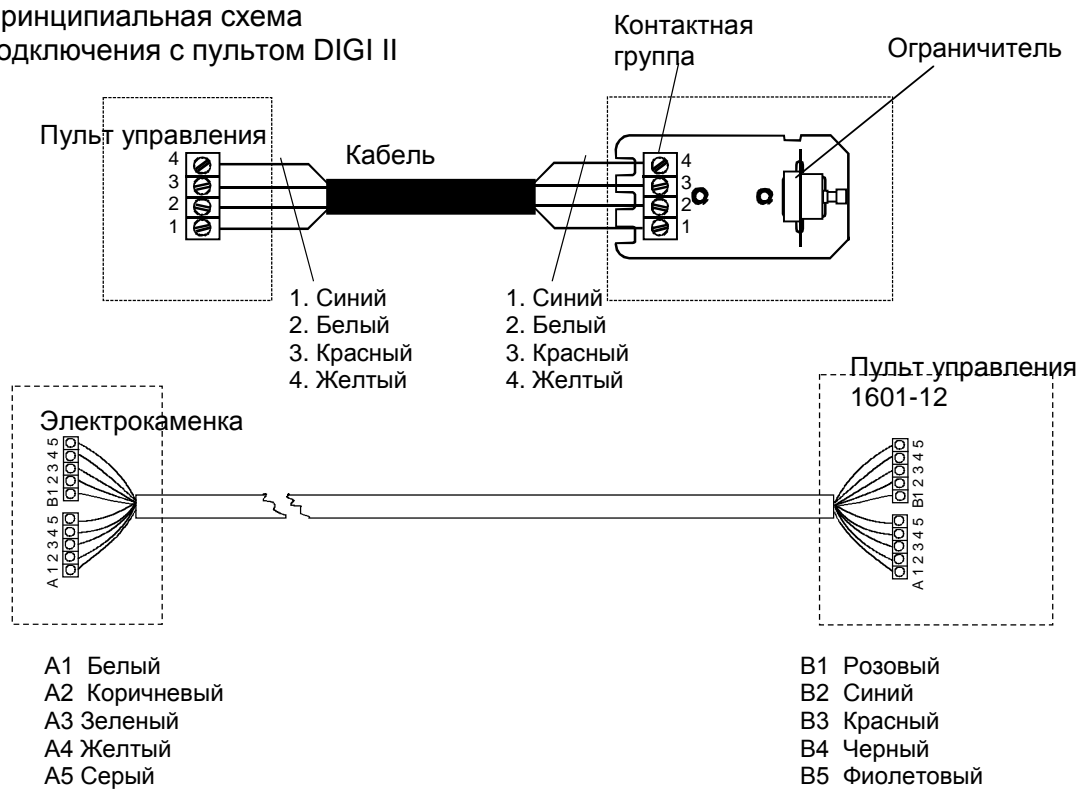 ринципиальная схема
одключения с пультом DIGI II
Контактная
группа
Ограничитель
Пульт управления
Кабель
4
3
2
1
4
3
2
1
1. Синий
2. Белый
3. Красный
4. Желтый
1. Синий
2. Белый
3. Красный
4. Желтый
Электрокаменка
Пульт управления
1601-12
B1 2 3 4 5
A 1 2 3 4 5
B1 2 3 4 5
A 1 2 3 4 5
A1 Белый
A2 Коричневый
A3 Зеленый
A4 Желтый
A5 Серый
B1 Розовый
B2 Синий
B3 Красный
B4 Черный
B5 Фиолетовый